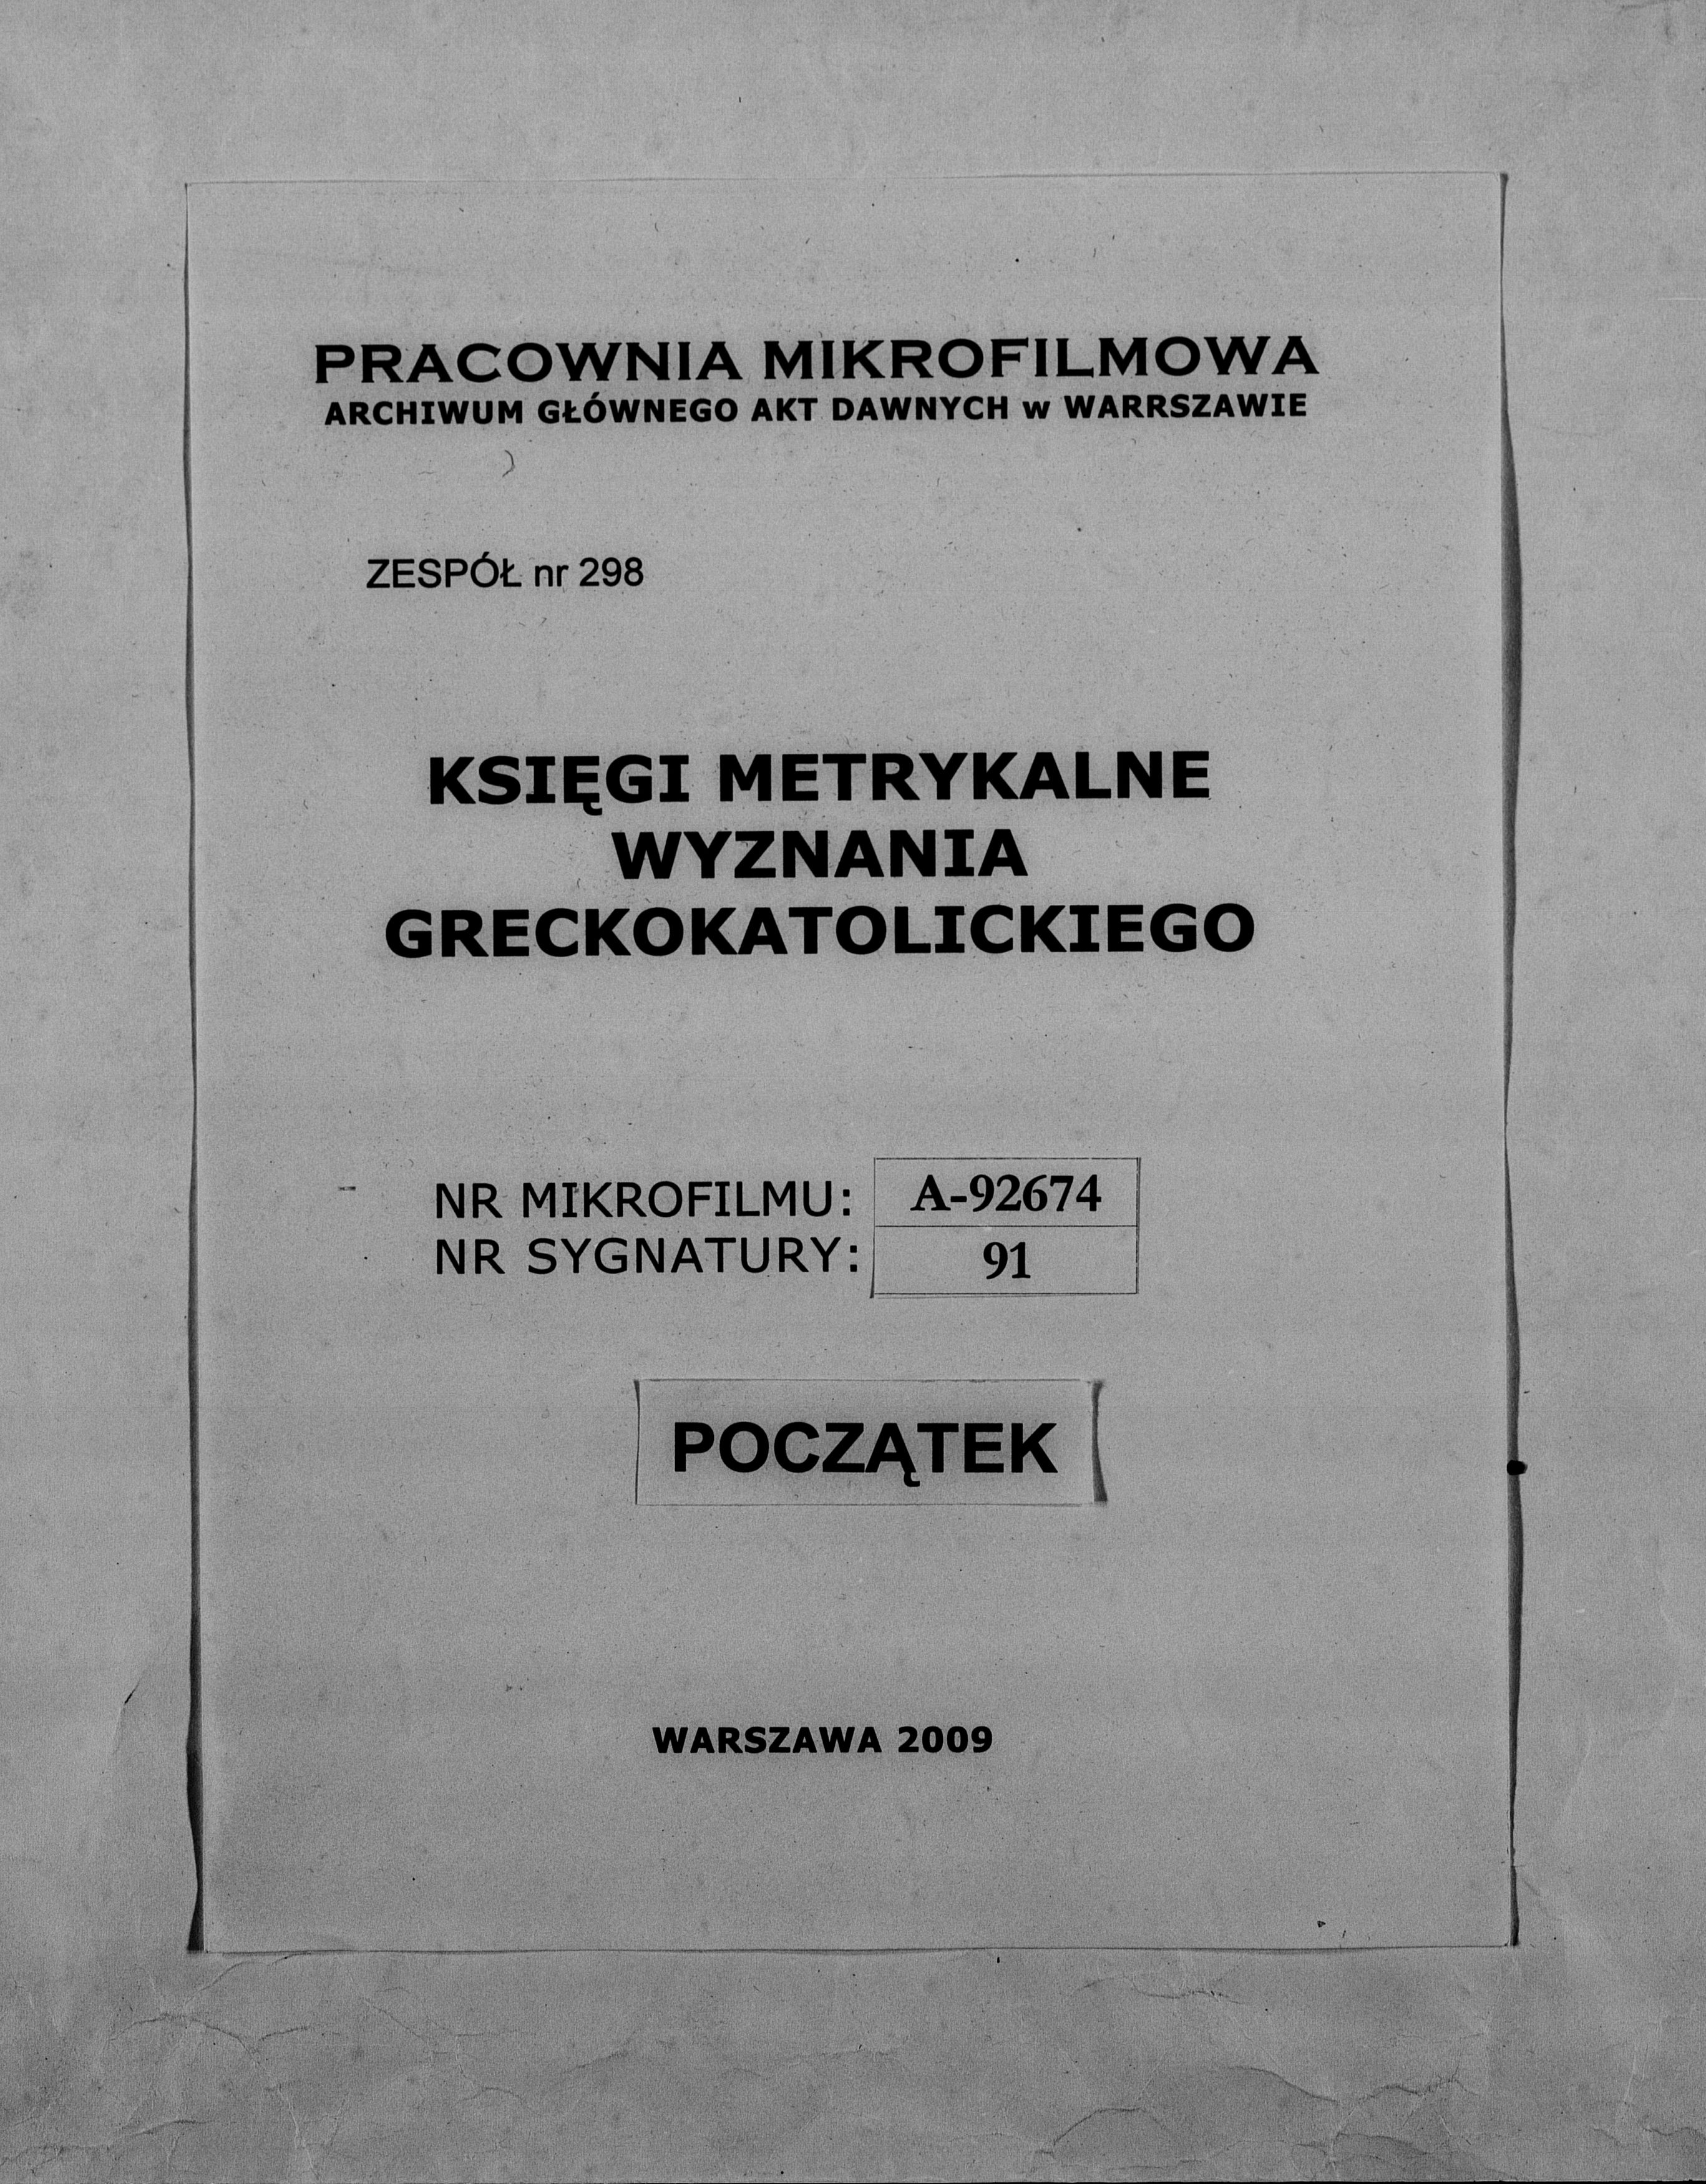 PRACOWNIA MIKROFILMOWA
ARCHIWUM GŁÓWNEGO AKT DAWNYCH w WARRSZAWIE
ZESPÓŁ nr 298
KSIĘGI METRYKALNE
WYZNANIA
GRECKOKATOLICKIEGO
NR MIKROFILMU: A-92674
NR SYGNATURY: 91
POCZĄTEK
WARSZAWA 2009